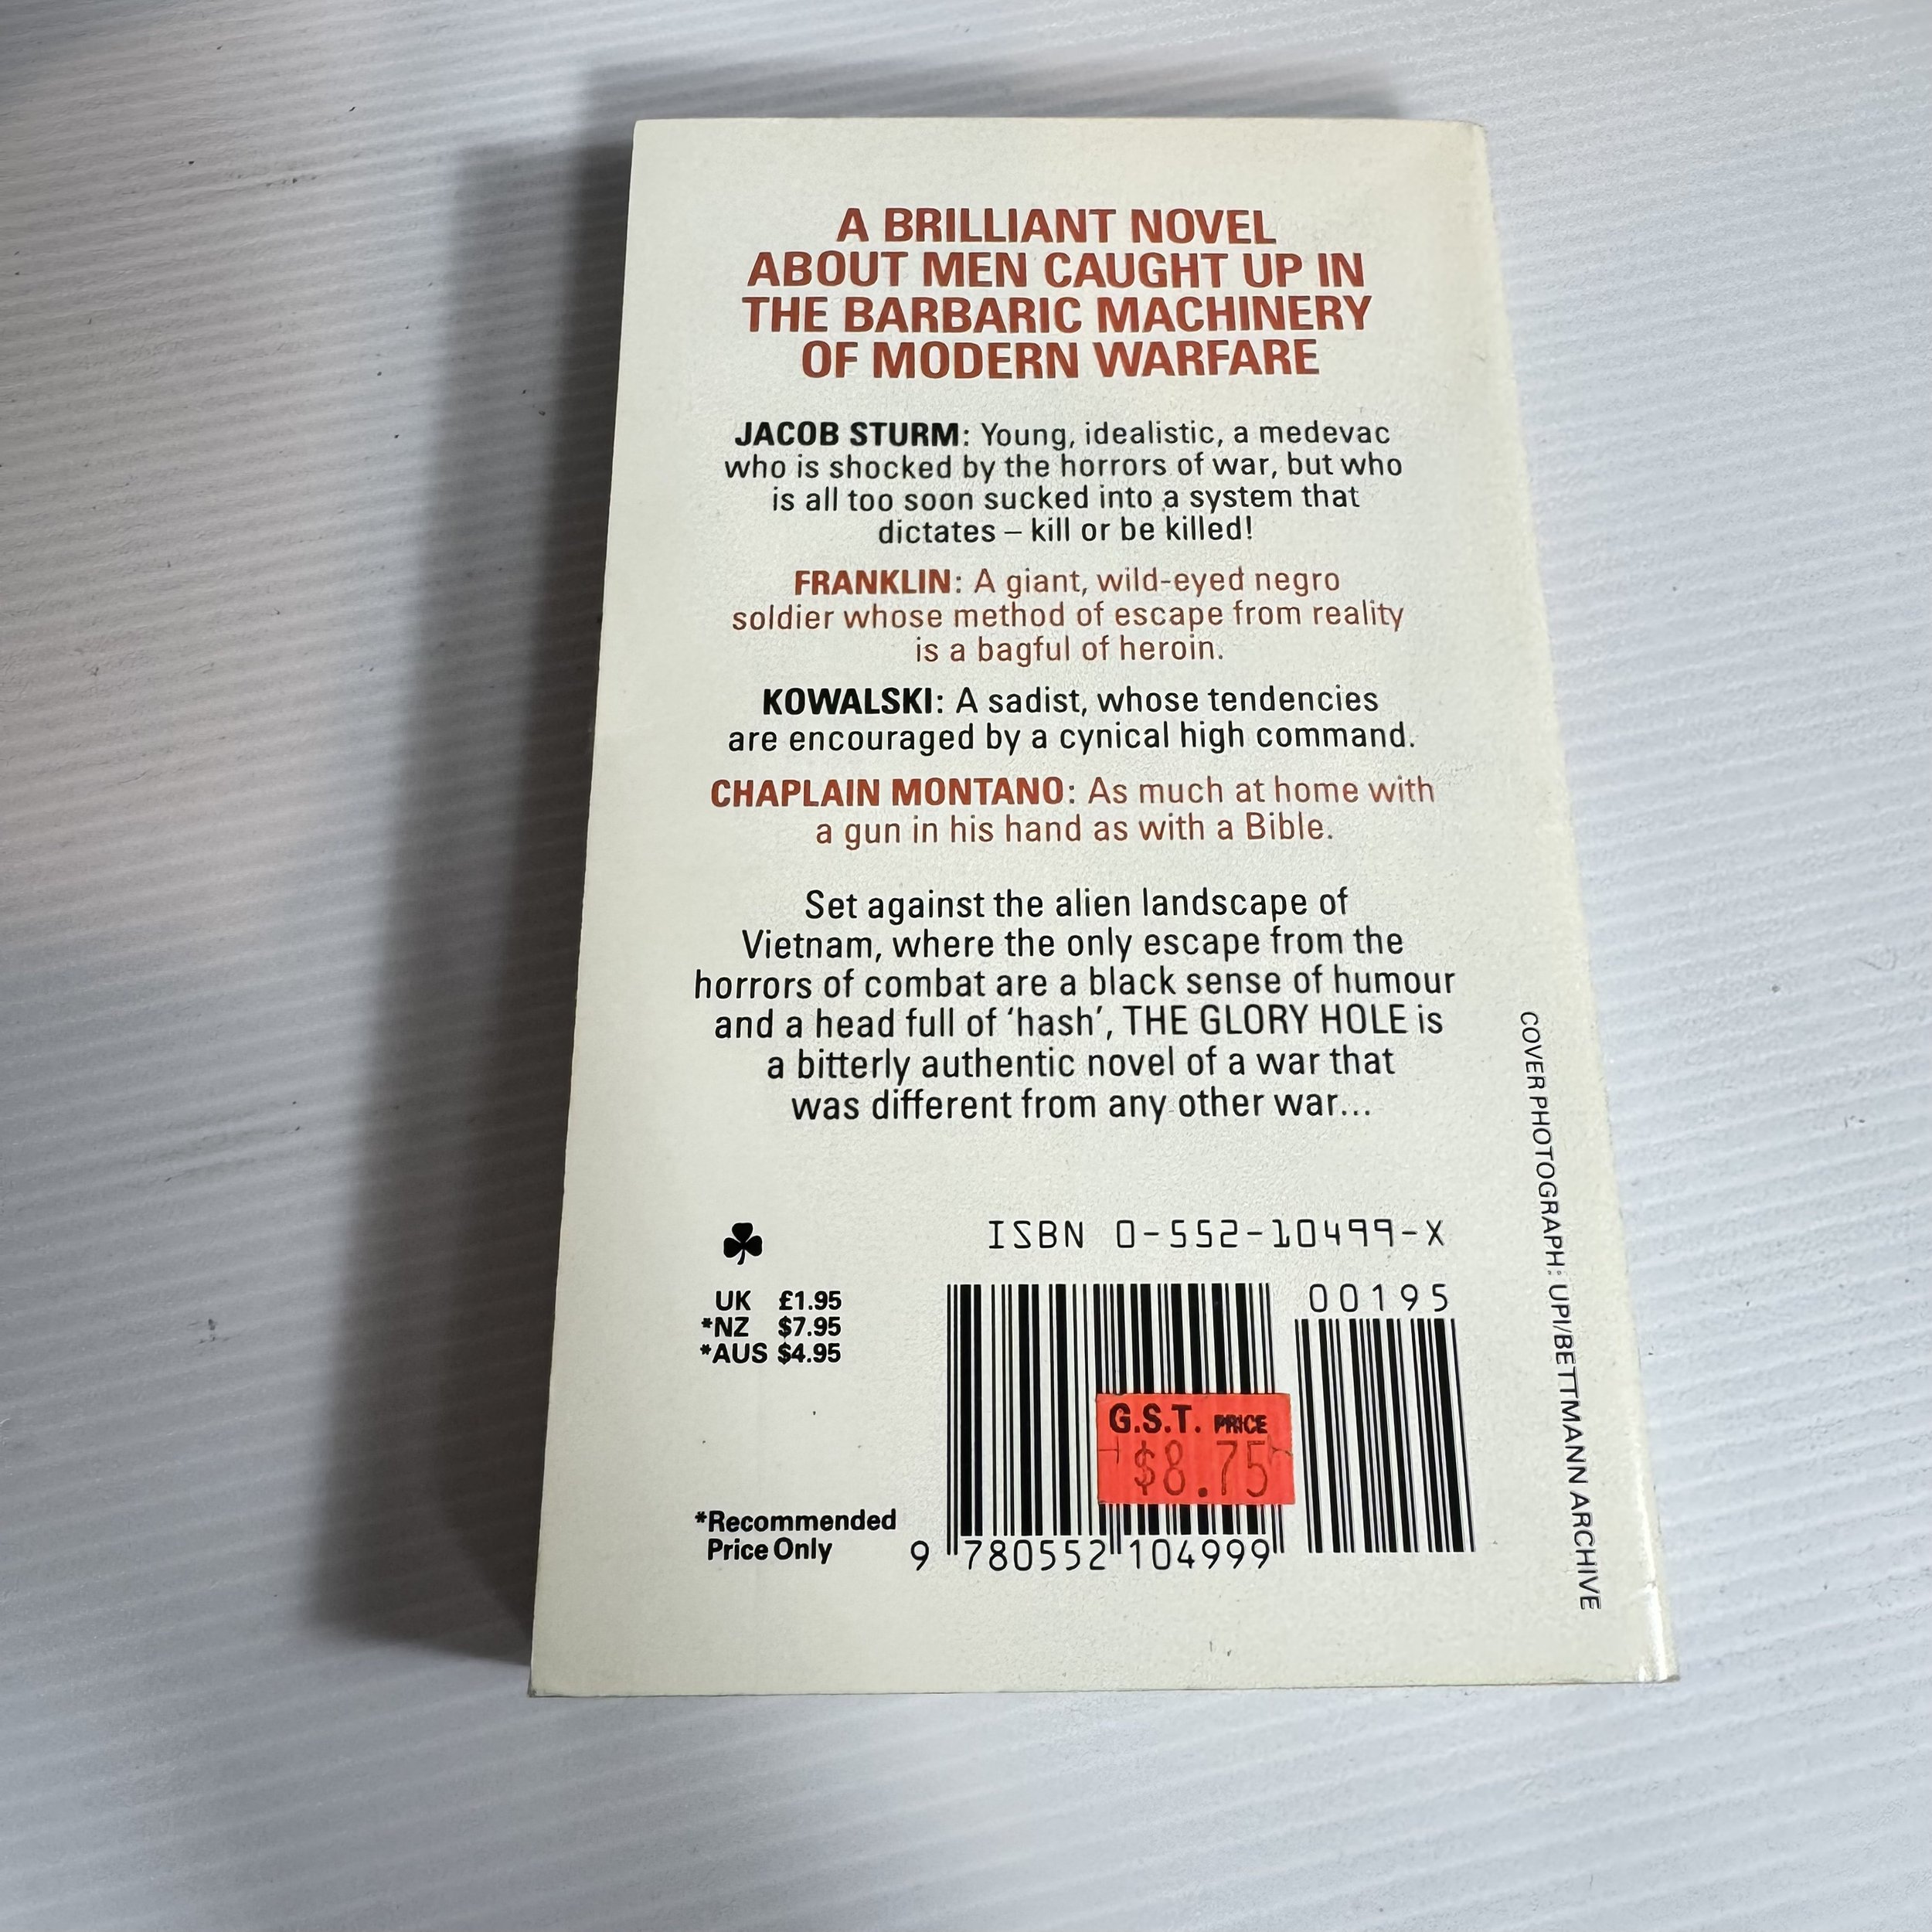 A BRILLIANT NOVEL
ABOUT MEN CAUGHT UP IN
THE BARBARIC MACHINERY
OF MODERN WARFARE
JACOB STURM: Young, idealistic, a medevac
who is shocked by the horrors of war, but who
is all too soon sucked into a system that
dictates – kill or be killed!
FRANKLIN: A giant, wild-eyed negro
soldier whose method of escape from reality
is a bagful of heroin.
KOWALSKI: A sadist, whose tendencies
are encouraged by a cynical high command.
CHAPLAIN MONTANO: As much at home with
a gun in his hand as with a Bible.
Set against the alien landscape of
Vietnam, where the only escape from the
horrors of combat are a black sense of humour
and a head full of ‘hash’, THE GLORY HOLE is
a bitterly authentic novel of a war that
was different from any other war...
ISBN 0-552-10499-X
UK £1.95
*NZ $7.95
*AUS $4.95
*Recommended
Price Only
00195
G.S.T. PRICE
$8.75
9 780552 104999
COVER PHOTOGRAPH: UPI/BETTMANN ARCHIVE